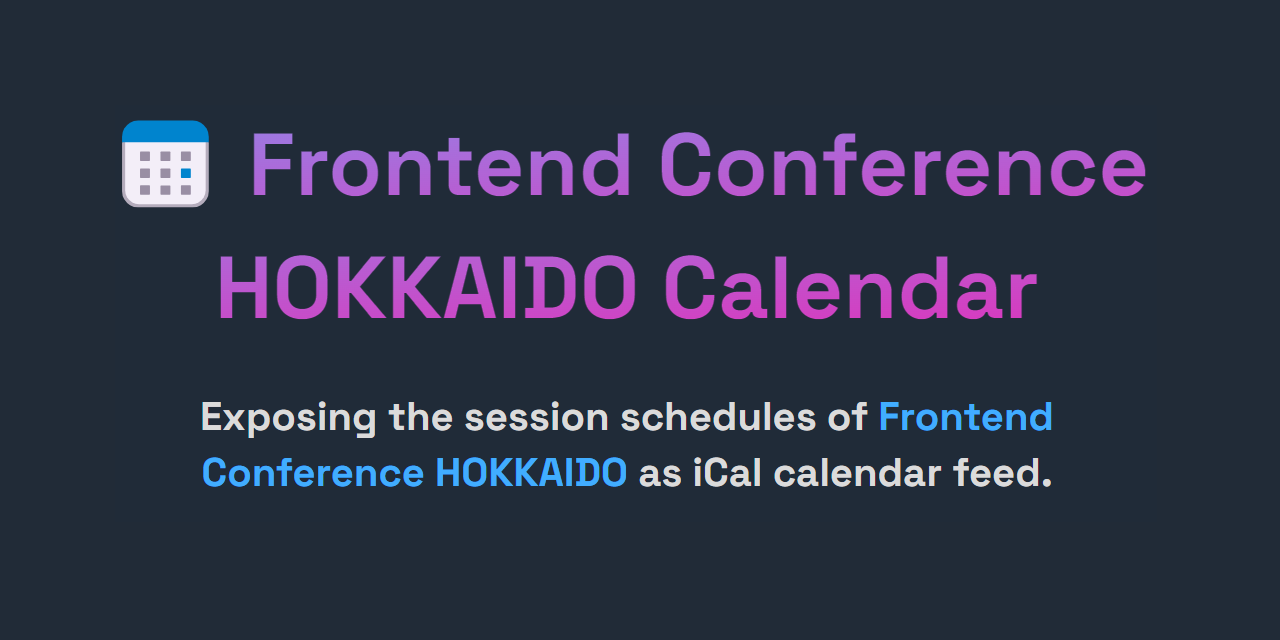 Frontend Conference
HOKKAIDO Calendar
Exposing the session schedules of Frontend
Conference HOKKAIDO as iCal calendar feed.